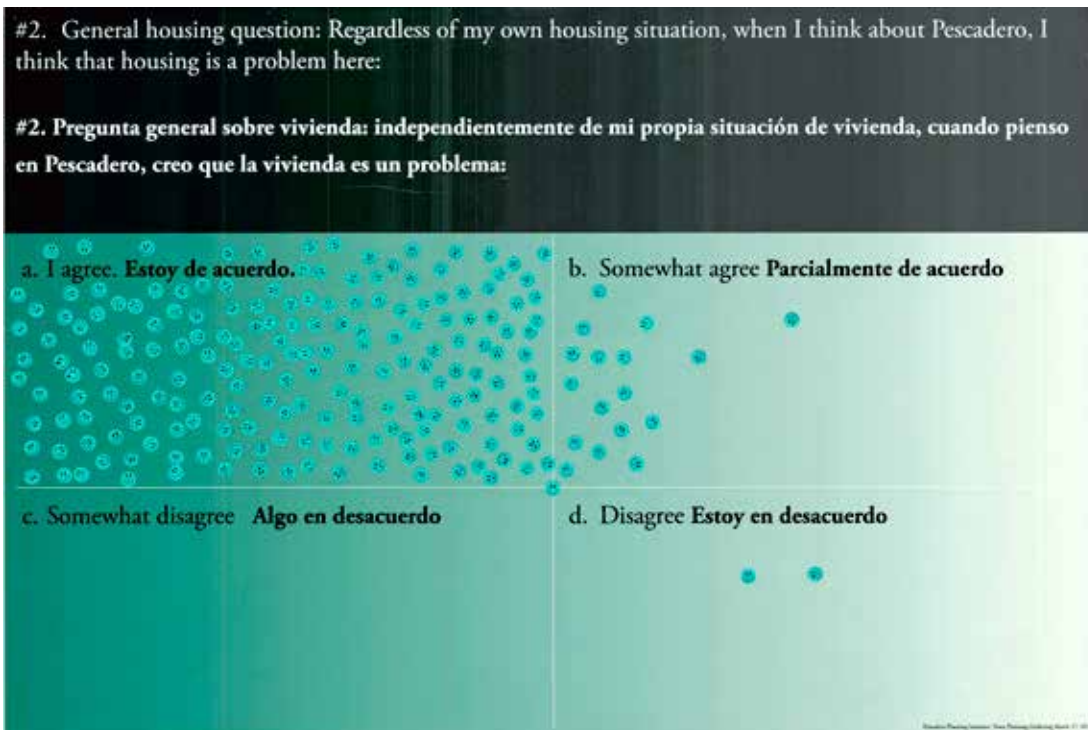 #2. General housing question: Regardless of my own housing situation, when I think about Pescadero, I
think that housing is a problem here:
#2. Pregunta general sobre vivienda: independientemente de mi propia situación de vivienda, cuando pienso
en Pescadero, creo que la vivienda es un problema:
a. I agree. Estoy de acuerdo.
b. Somewhat agree Parcialmente de acuerdo
c. Somewhat disagree Algo en desacuerdo
d. Disagree Estoy en desacuerdo